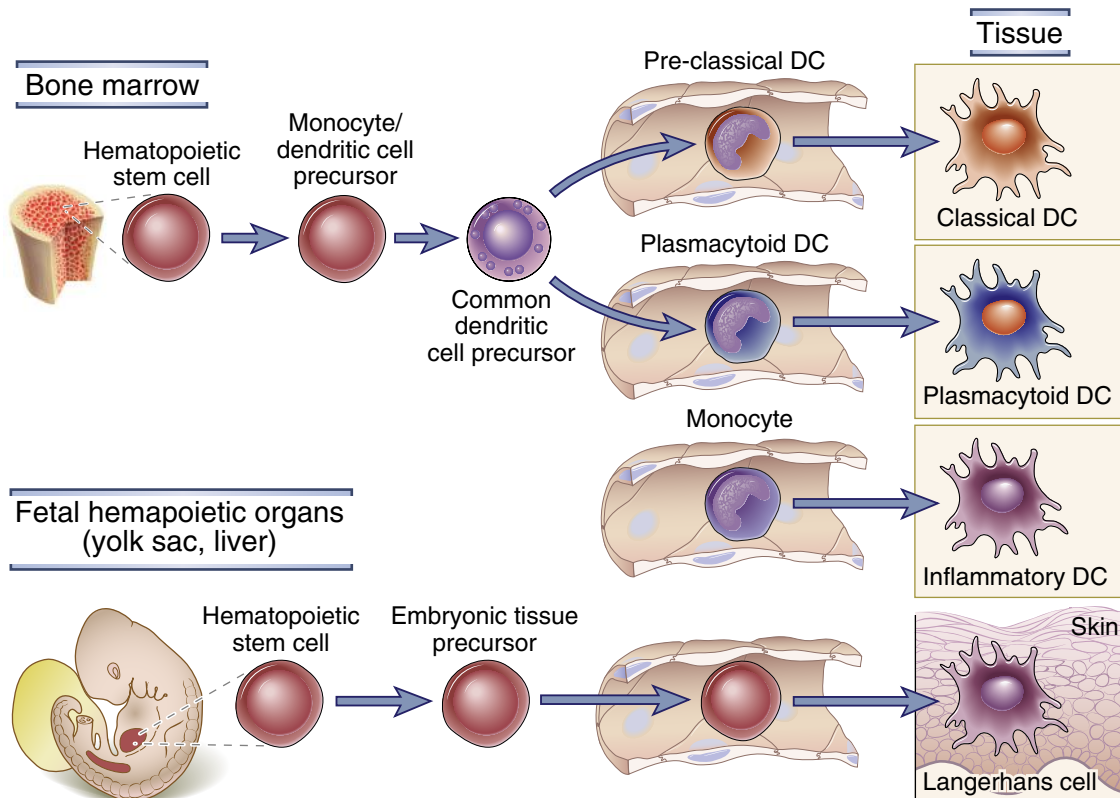 Tissue
Bone marrow
Pre-classical DC
Hematopoietic
stem cell
Monocyte/
dendritic cell
precursor
Classical DC
Common
dendritic
cell precursor
Plasmacytoid DC
Plasmacytoid DC
Monocyte
Inflammatory DC
Fetal hemapoietic organs
(yolk sac, liver)
Hematopoietic
stem cell
Embryonic tissue
precursor
Skin
Langerhans cell